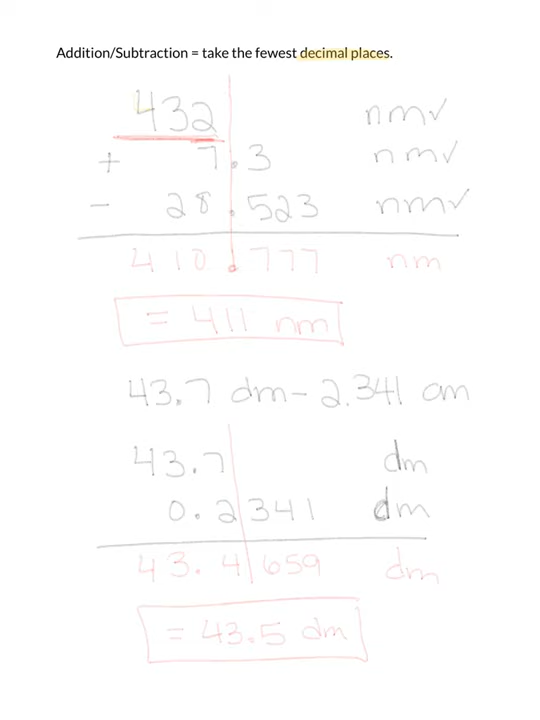 Addition/Subtraction = take the fewest decimal places.
432 nm✓
+ 7.3 nm✓
- 28.523 nm✓
410.777 nm
= 411 nm
43.7 dm - 2.341 cm
43.7 dm
0.2341 dm
43.4659 dm
= 43.5 dm